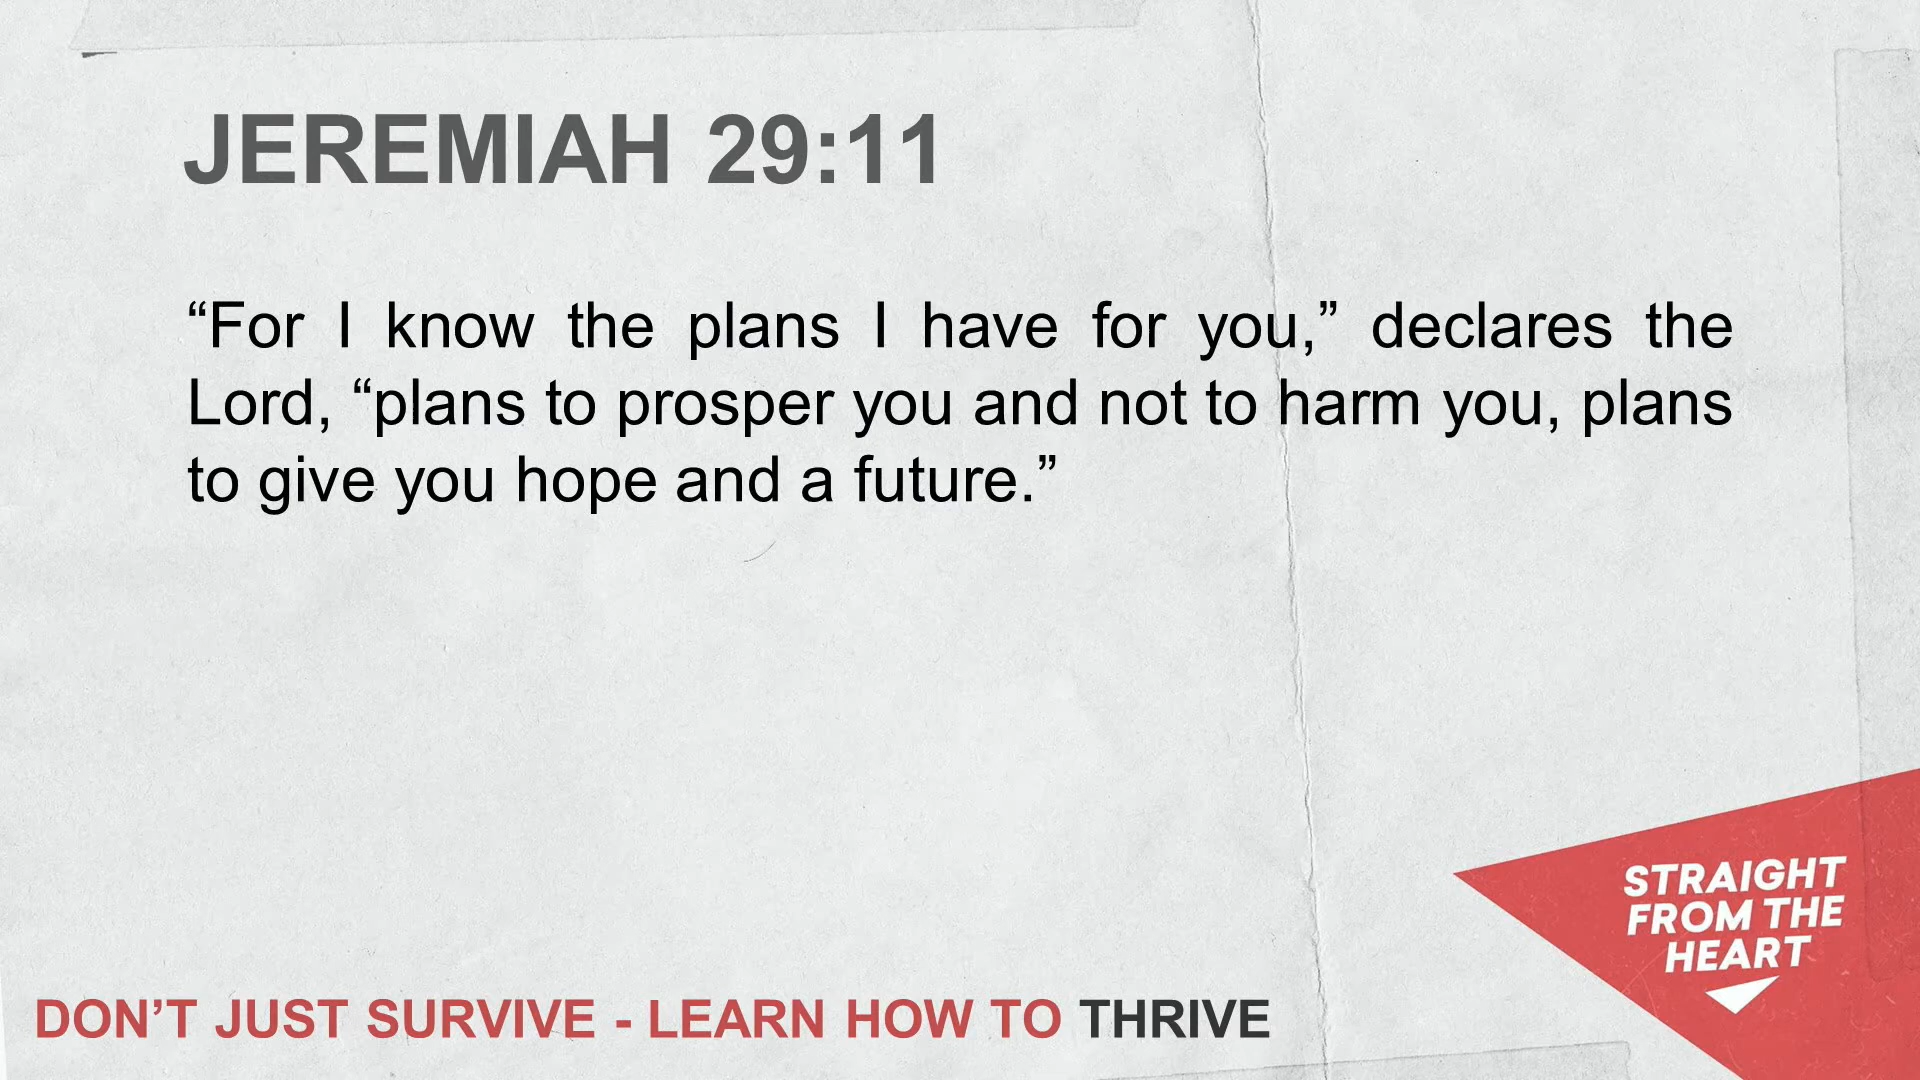 JEREMIAH 29:11
“For I know the plans I have for you,” declares the
Lord, “plans to prosper you and not to harm you, plans
to give you hope and a future.”
STRAIGHT
FROM THE
HEART
DON’T JUST SURVIVE - LEARN HOW TO THRIVE